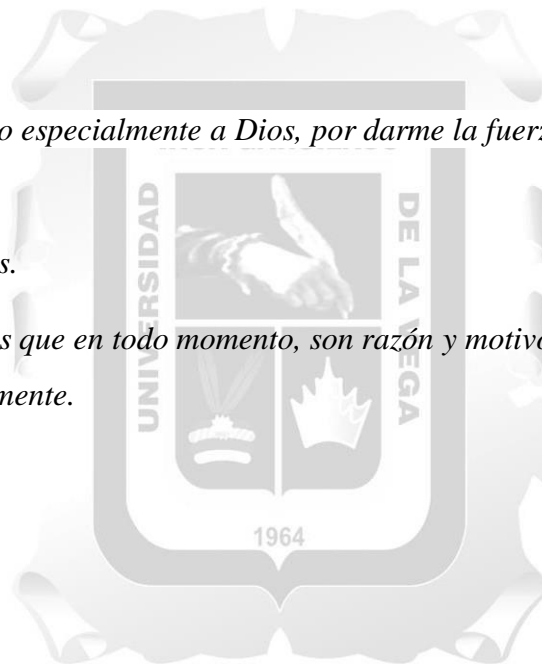 o especialmente a Dios, por darme la fuerz
s.
s que en todo momento, son razón y motivo
mente.
UNIVERSIDAD
DE LA VEGA
1964